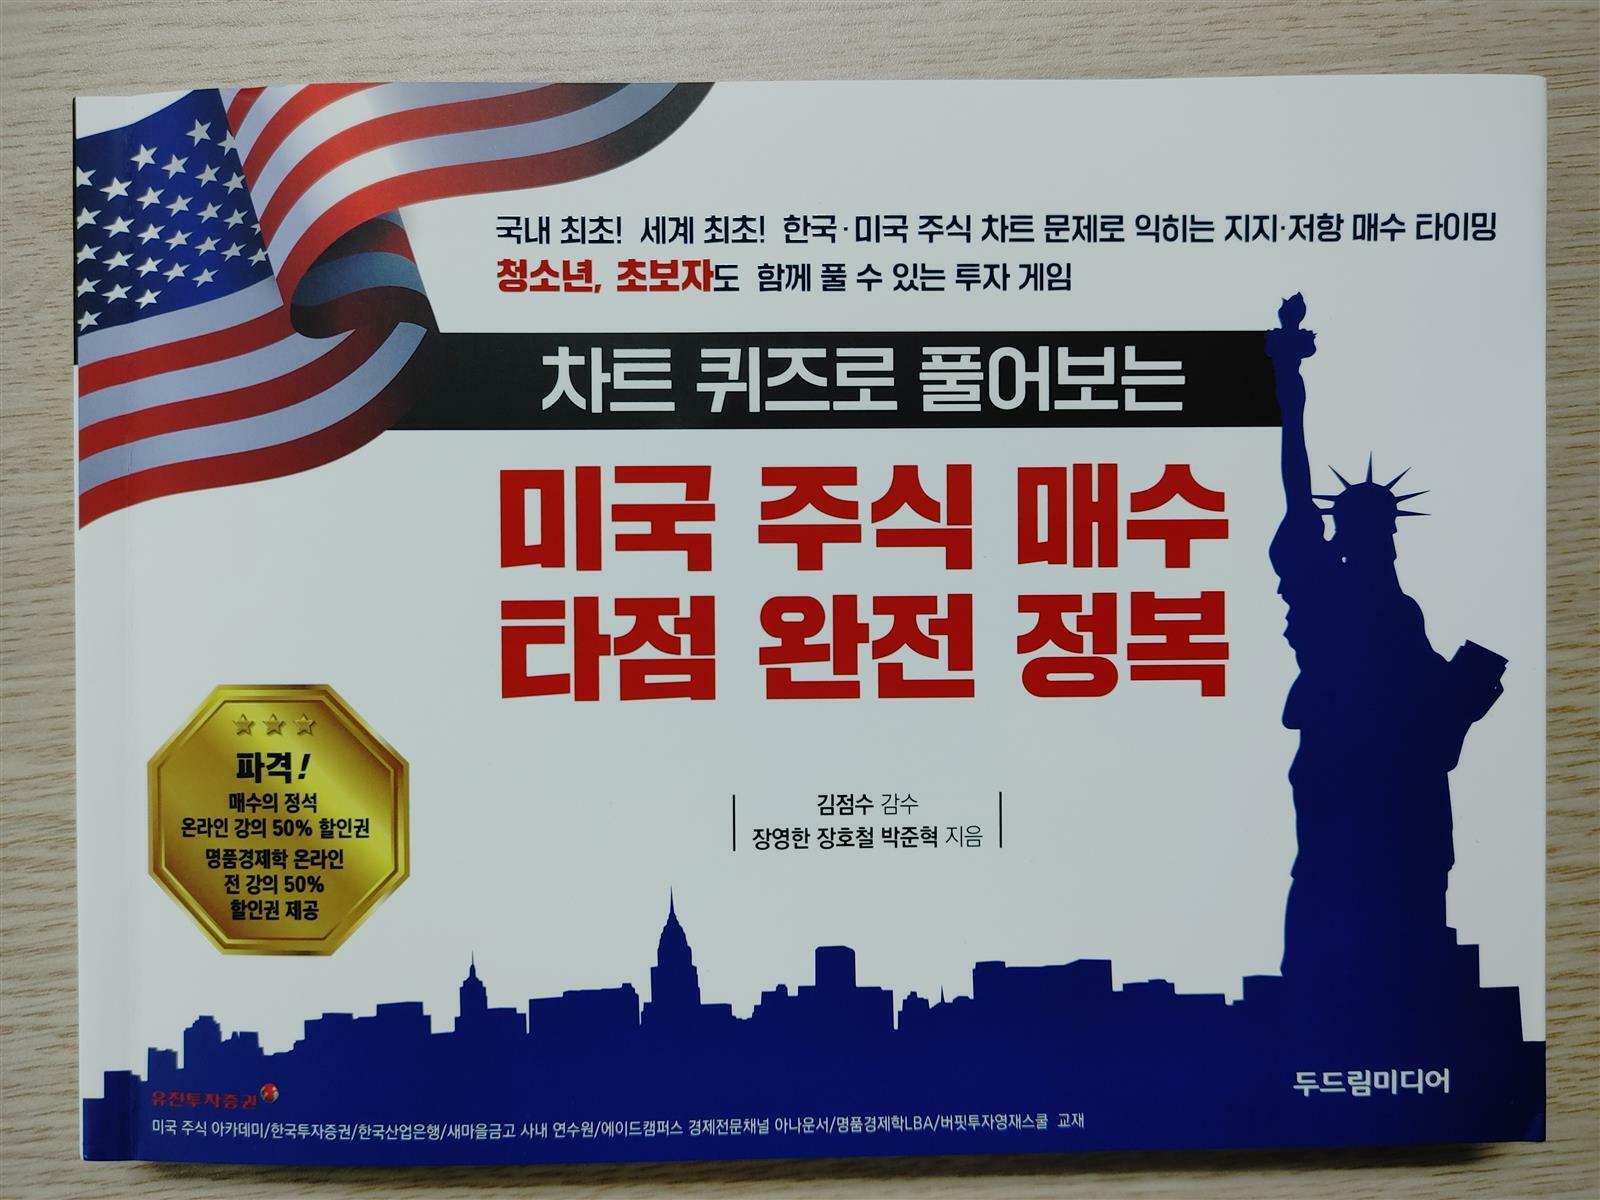 국내 최초! 세계 최초! 한국·미국 주식 차트 문제로 익히는 지지·저항 매수 타이밍
청소년, 초보자도 함께 풀 수 있는 투자 게임
차트 퀴즈로 풀어보는
미국 주식 매수
타점 완전 정복
파격!
매수의 정석
온라인 강의 50% 할인권
명품경제학 온라인
전 강의 50%
할인권 제공
김점수 감수
장영한 장호철 박준혁 지음
유진투자증권
두드림미디어
미국 주식 아카데미/한국투자증권/한국산업은행/새마을금고 사내 연수원/에이드캠퍼스 경제전문채널 아나운서/명품경제학LBA/버핏투자영재스쿨 교재